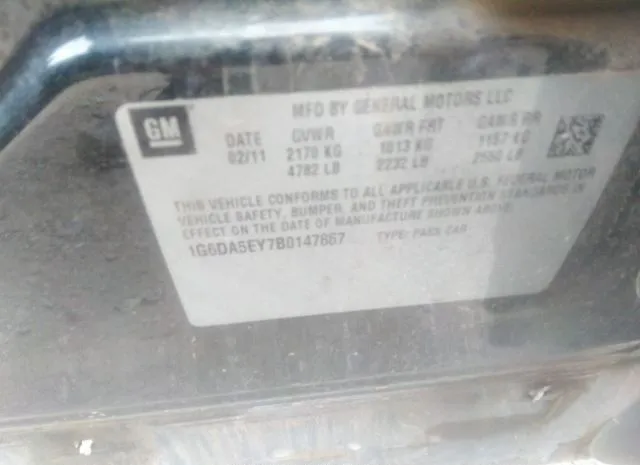 GM
MFD BY GENERAL MOTORS LLC
DATE GVWR GAWR FRT GAWR RR
02/11 2170 KG 1013 KG 1157 KG
4782 LB 2232 LB 2550 LB
THIS VEHICLE CONFORMS TO ALL APPLICABLE U.S. FEDERAL MOTOR
VEHICLE SAFETY, BUMPER, AND THEFT PREVENTION STANDARDS IN
EFFECT ON THE DATE OF MANUFACTURE SHOWN ABOVE.
1G6DA5EY7B0147867 TYPE: PASS CAR